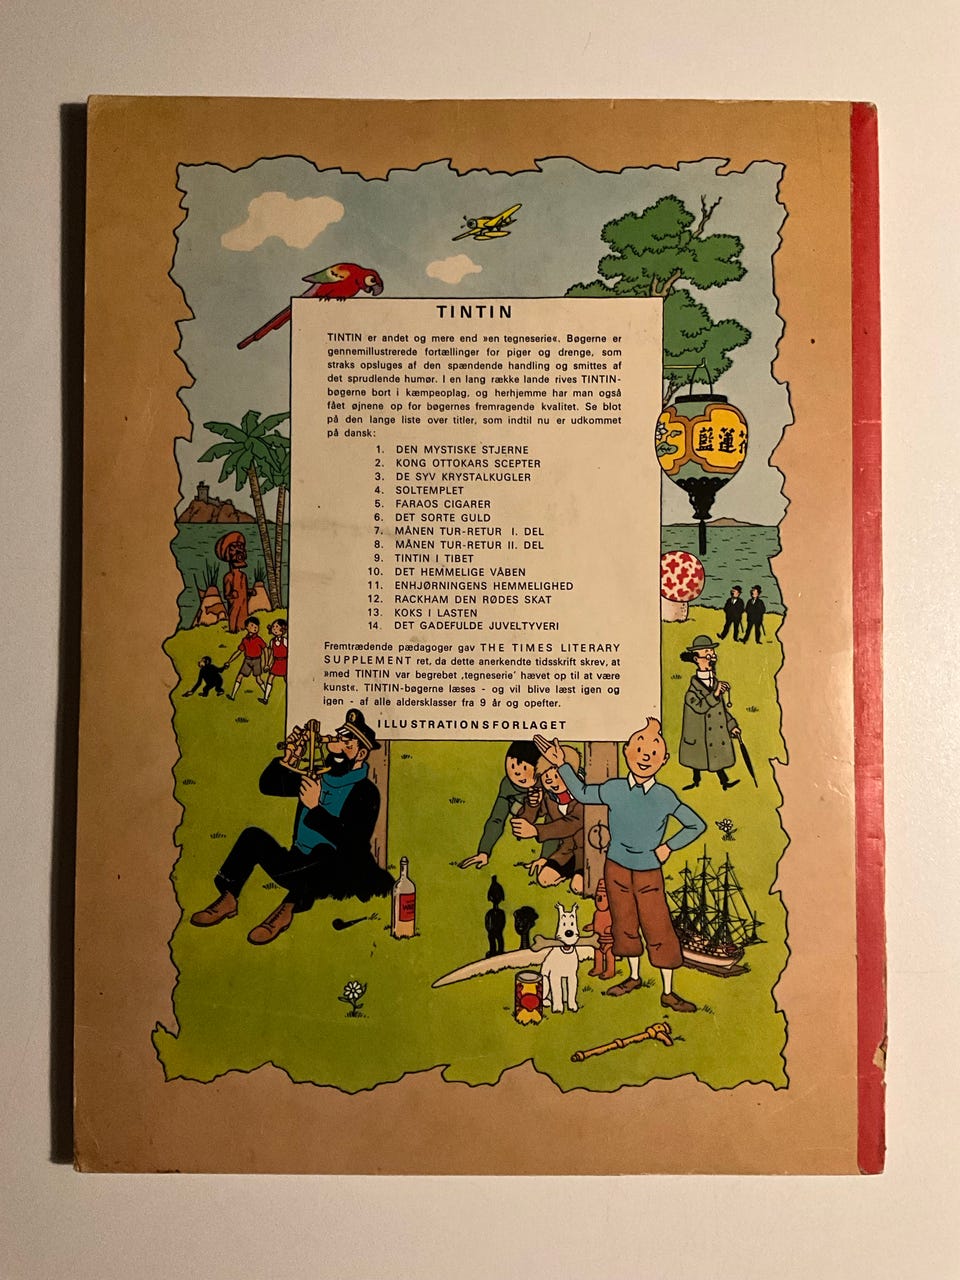 TINTIN
TINTIN er andet og mere end »en tegneserie«. Bøgerne er
gennemillustrerede fortællinger for piger og drenge, som
straks opsluges af den spændende handling og smittes af
det sprudlende humør. I en lang række lande rives TINTIN-
bøgerne bort i kæmpeoplag, og herhjemme har man også
fået øjnene op for bøgernes fremragende kvalitet. Se blot
på den lange liste over titler, som indtil nu er udkommet
på dansk:
1. DEN MYSTISKE STJERNE
2. KONG OTTOKARS SCEPTER
3. DE SYV KRYSTALKUGLER
4. SOLTEMPLET
5. FARAOS CIGARER
6. DET SORTE GULD
7. MÅNEN TUR-RETUR I. DEL
8. MÅNEN TUR-RETUR II. DEL
9. TINTIN I TIBET
10. DET HEMMELIGE VÅBEN
11. ENHJØRNINGENS HEMMELIGHED
12. RACKHAM DEN RØDES SKAT
13. KOKS I LASTEN
14. DET GADEFULDE JUVELTYVERI
Fremtrædende pædagoger gav THE TIMES LITERARY
SUPPLEMENT ret, da dette anerkendte tidsskrift skrev, at
»med TINTIN var begrebet ‚tegneserie' hævet op til at være
kunst«. TINTIN-bøgerne læses - og vil blive læst igen og
igen - af alle aldersklasser fra 9 år og opefter.
ILLUSTRATIONSFORLAGET
藍蓮花